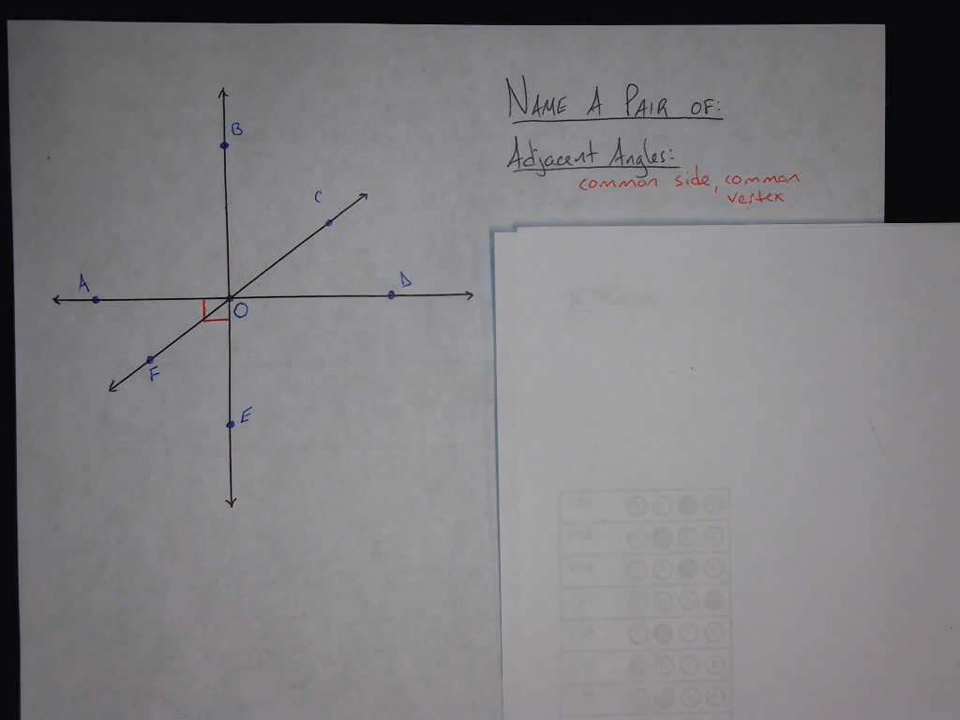 NAME A PAIR OF:
Adjacent Angles:
common side, common
vertex
B
C
A
D
O
F
E